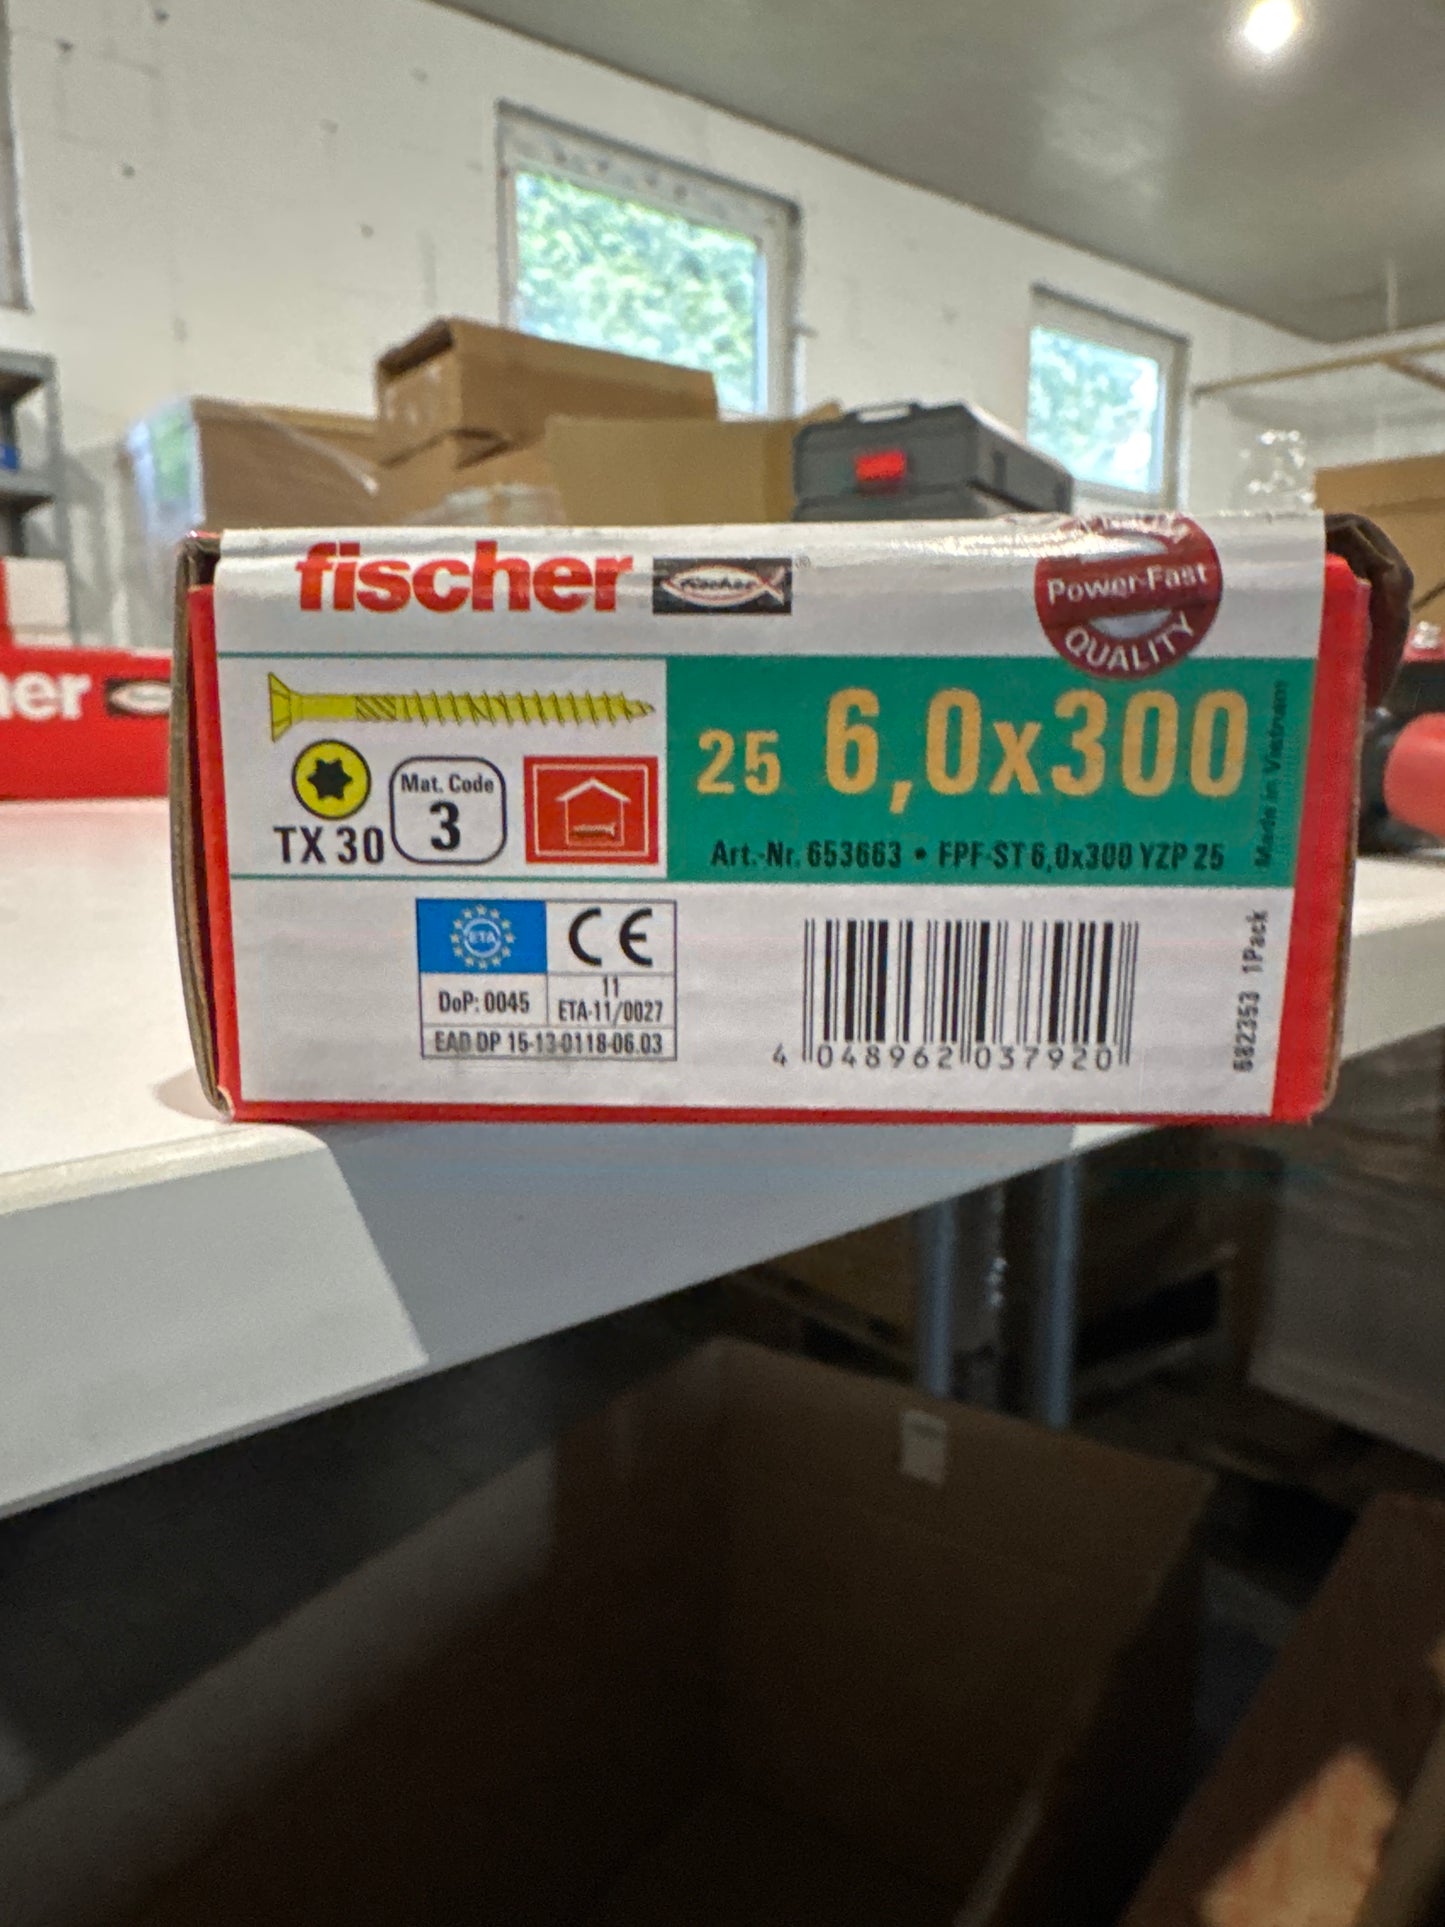 fischer fischer ®
Power-Fast
QUALITY
25 6,0x300
Made in Vietnam
TX 30
Mat. Code
3
Art.-Nr. 653663 • FPF-ST 6,0x300 YZP 25
ETA
CE
DoP: 0045
11
ETA-11/0027
EAD DP 15-13-0118-06.03
4 048962 037920
682353 1Pack
er